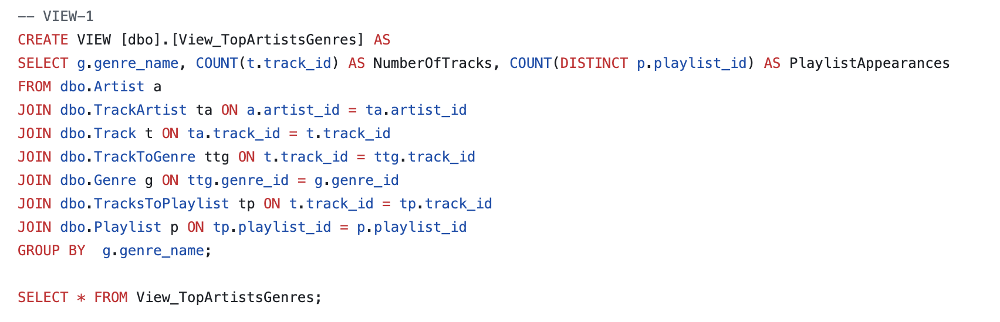 -- VIEW-1
CREATE VIEW [dbo].[View_TopArtistsGenres] AS
SELECT g.genre_name, COUNT(t.track_id) AS NumberOfTracks, COUNT(DISTINCT p.playlist_id) AS PlaylistAppearances
FROM dbo.Artist a
JOIN dbo.TrackArtist ta ON a.artist_id = ta.artist_id
JOIN dbo.Track t ON ta.track_id = t.track_id
JOIN dbo.TrackToGenre ttg ON t.track_id = ttg.track_id
JOIN dbo.Genre g ON ttg.genre_id = g.genre_id
JOIN dbo.TracksToPlaylist tp ON t.track_id = tp.track_id
JOIN dbo.Playlist p ON tp.playlist_id = p.playlist_id
GROUP BY  g.genre_name;
SELECT * FROM View_TopArtistsGenres;